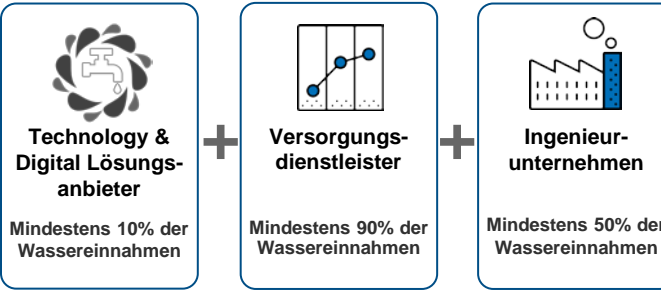 Technology &
Digital Lösungs-
anbieter
Mindestens 10% der
Wassereinnahmen
Versorgungs-
dienstleister
Mindestens 90% der
Wassereinnahmen
Ingenieur-
unternehmen
Mindestens 50% der
Wassereinnahmen